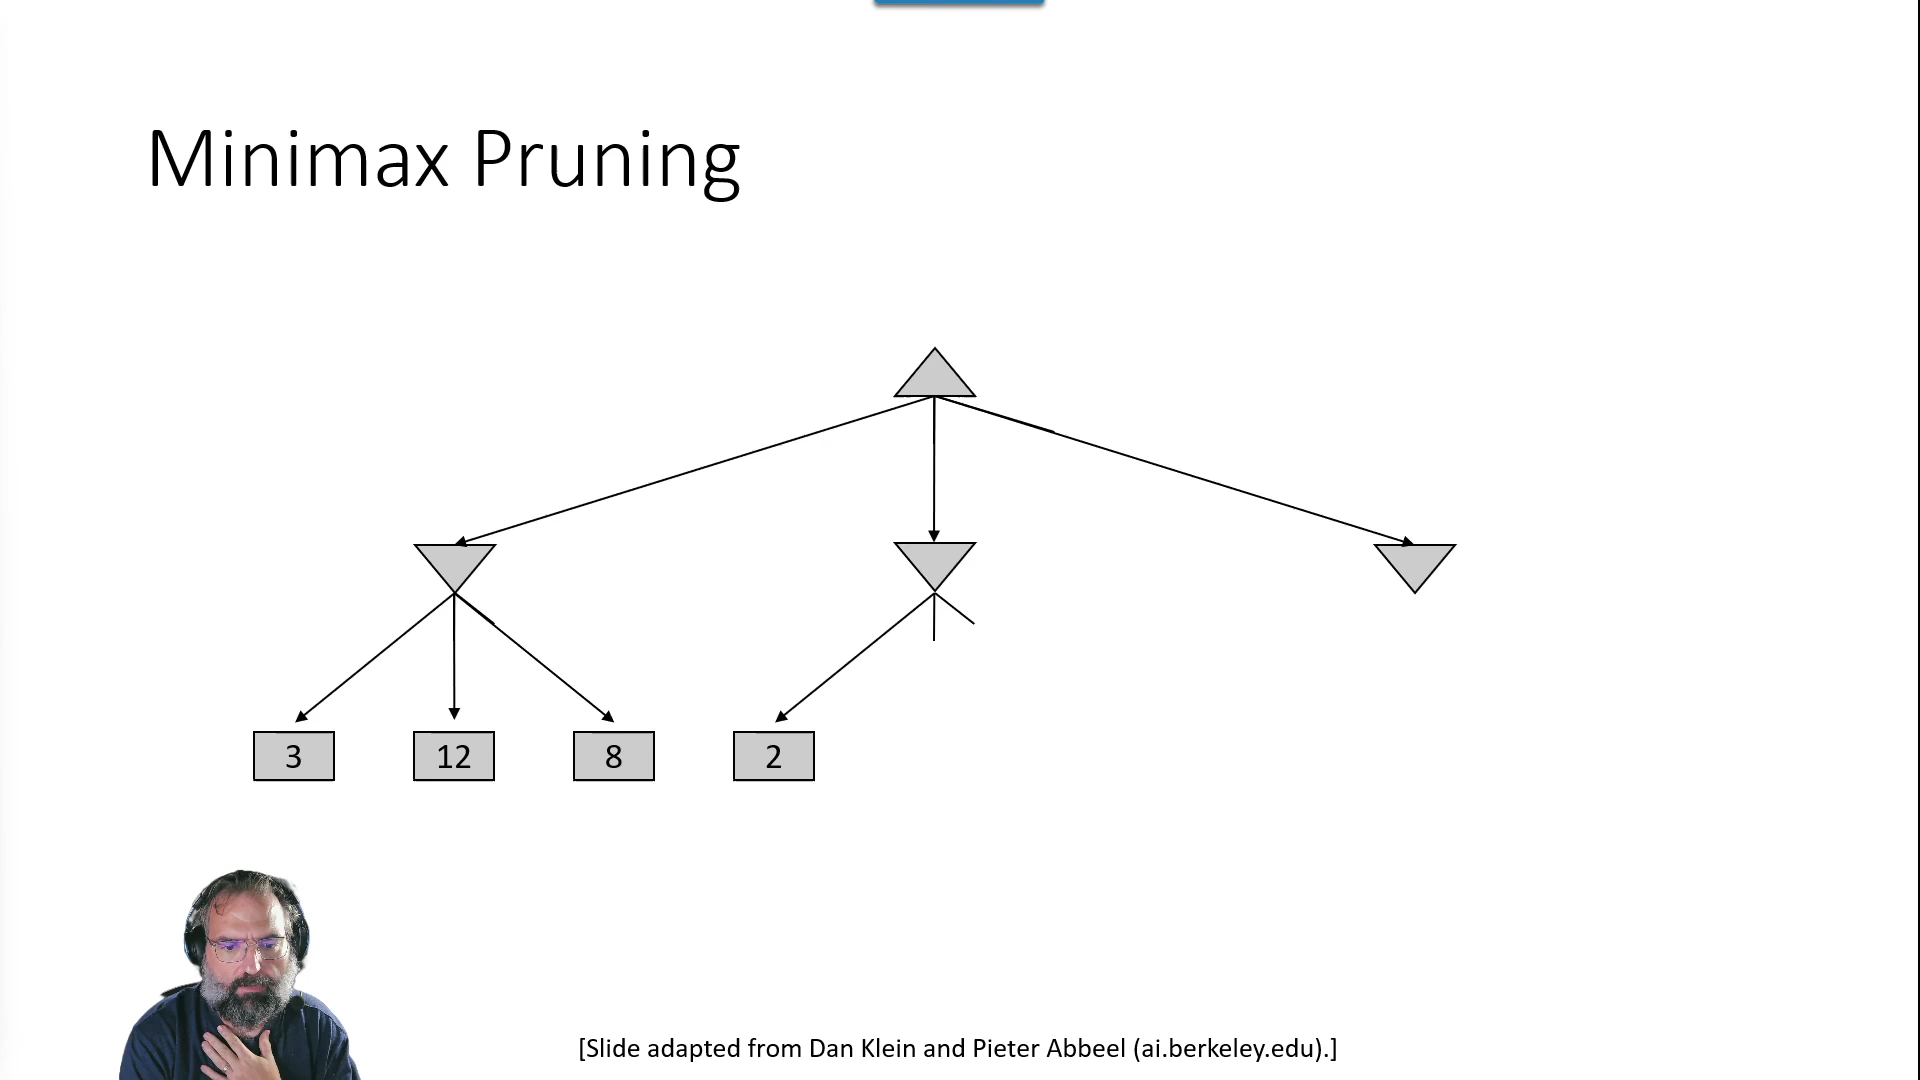 Minimax Pruning
3 12 8 2
[Slide adapted from Dan Klein and Pieter Abbeel (ai.berkeley.edu).]